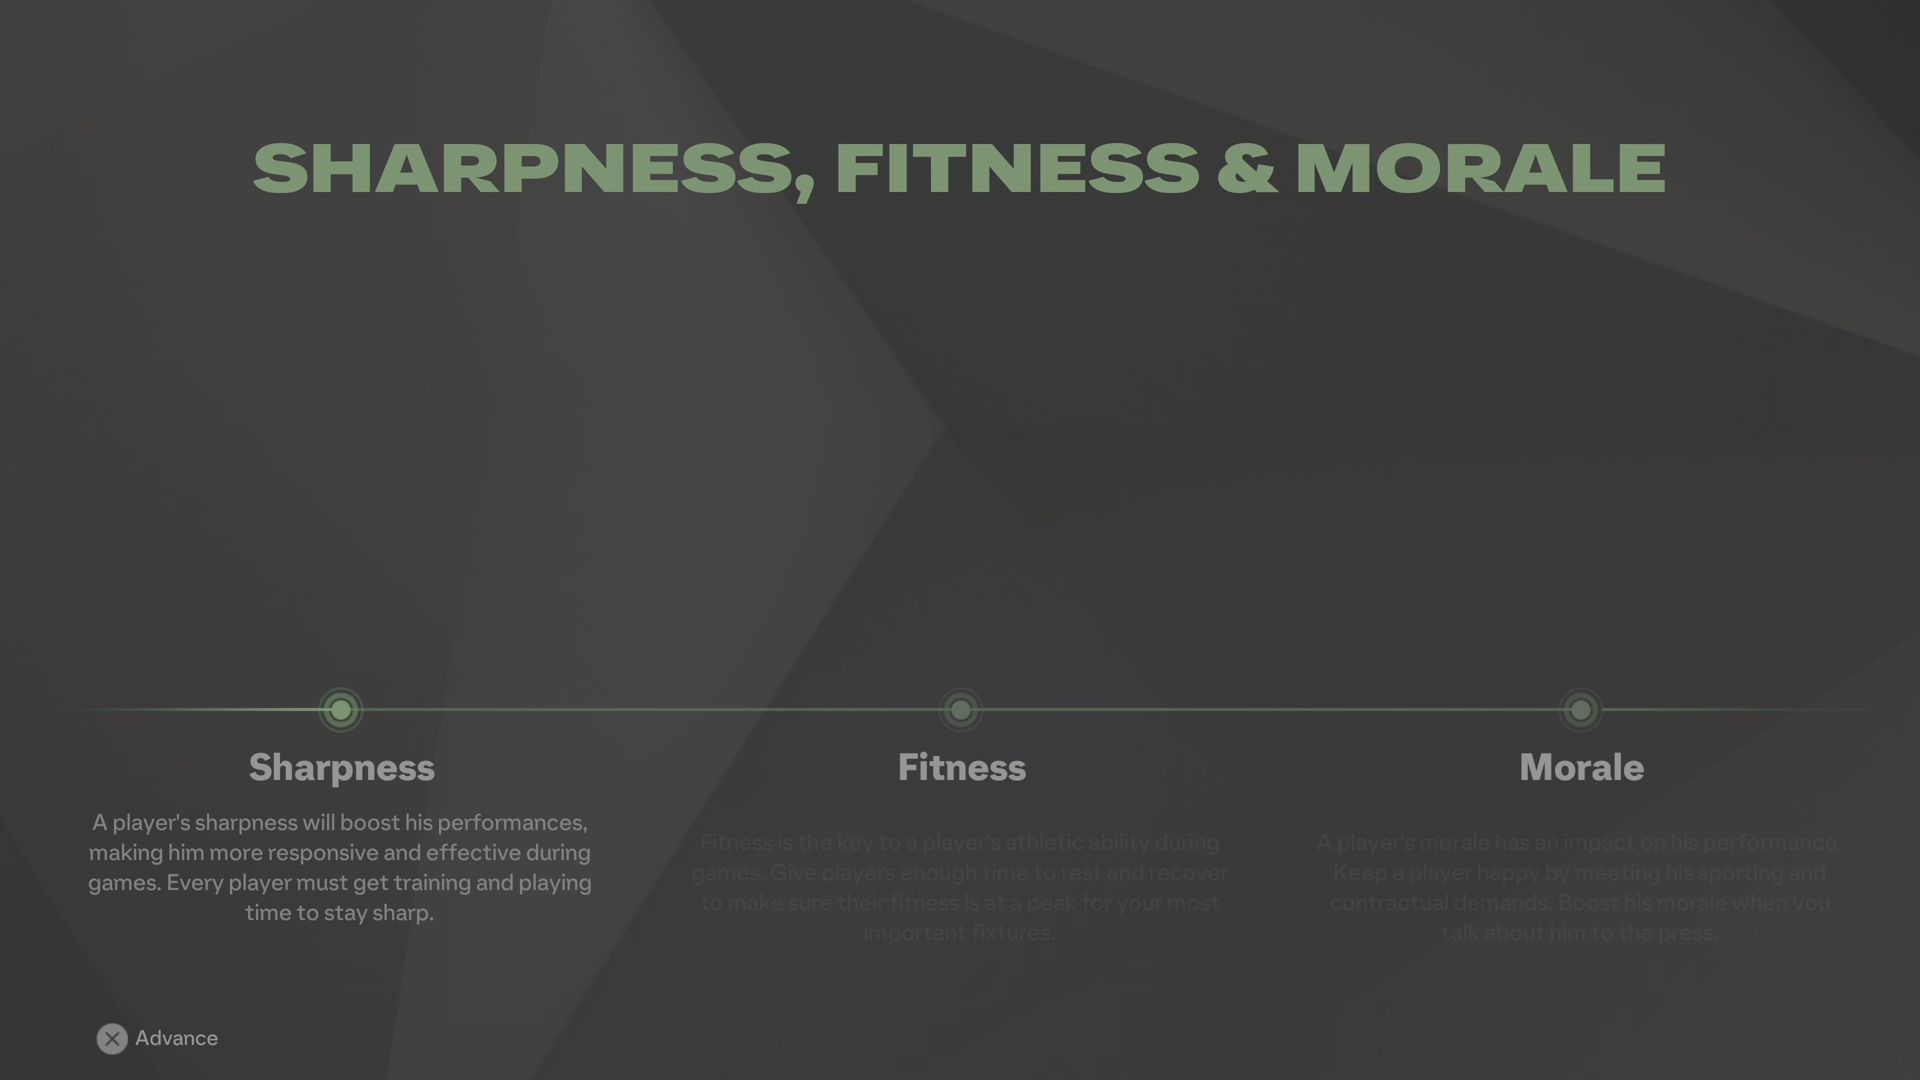 SHARPNESS, FITNESS & MORALE
Sharpness
A player's sharpness will boost his performances,
making him more responsive and effective during
games. Every player must get training and playing
time to stay sharp.
Fitness
Fitness is the key to a player's athletic ability during
games. Give players enough time to rest and recover
to make sure their fitness is at a peak for your most
important fixtures.
Morale
A player's morale has an impact on his performance.
Keep a player happy by meeting his sporting and
contractual demands. Boost his morale when you
talk about him to the press.
Advance